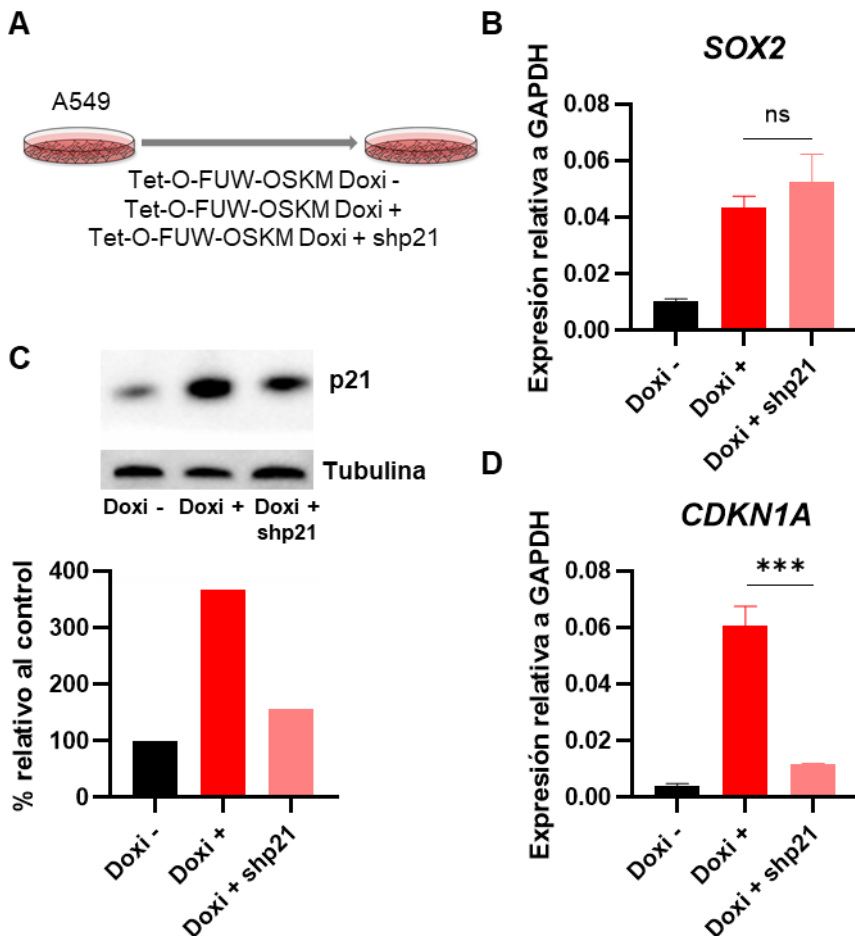 A
A549
Tet-O-FUW-OSKM Doxi -
Tet-O-FUW-OSKM Doxi +
Tet-O-FUW-OSKM Doxi + shp21
B
SOX2
Expresión relativa a GAPDH
0.08
0.06
0.04
0.02
0.00
ns
Doxi -
Doxi +
Doxi + shp21
C
p21
Tubulina
Doxi - Doxi + Doxi +
shp21
% relativo al control
400
300
200
100
0
Doxi -
Doxi +
Doxi + shp21
D
CDKN1A
Expresión relativa a GAPDH
0.08
0.06
0.04
0.02
0.00
***
Doxi -
Doxi +
Doxi + shp21